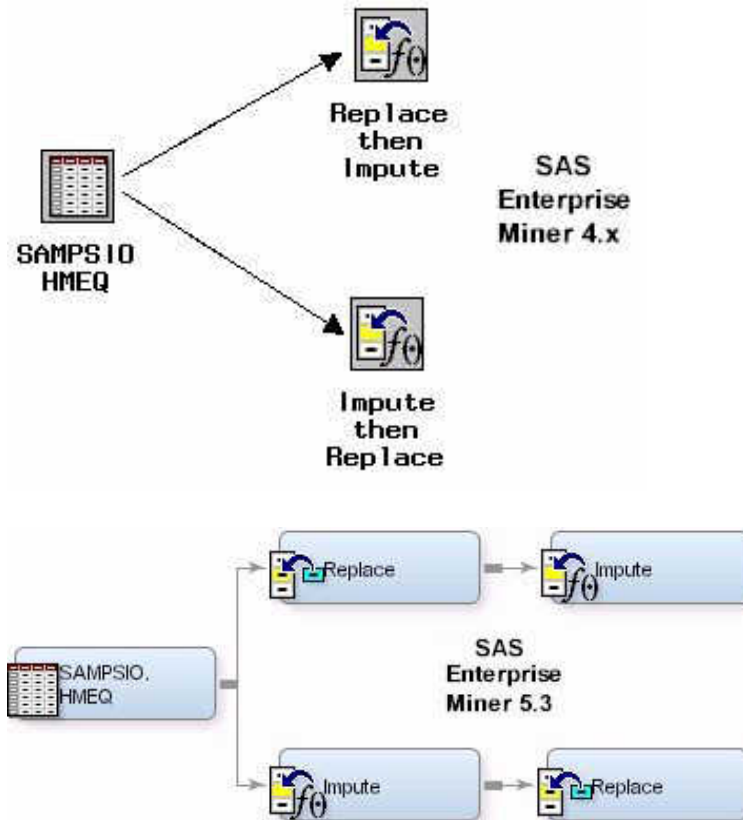 Replace
then
Impute
SAMPSIO
HMEQ
SAS
Enterprise
Miner 4.x
Impute
then
Replace
Replace
Impute
SAMPSIO.
HMEQ
SAS
Enterprise
Miner 5.3
Impute
Replace